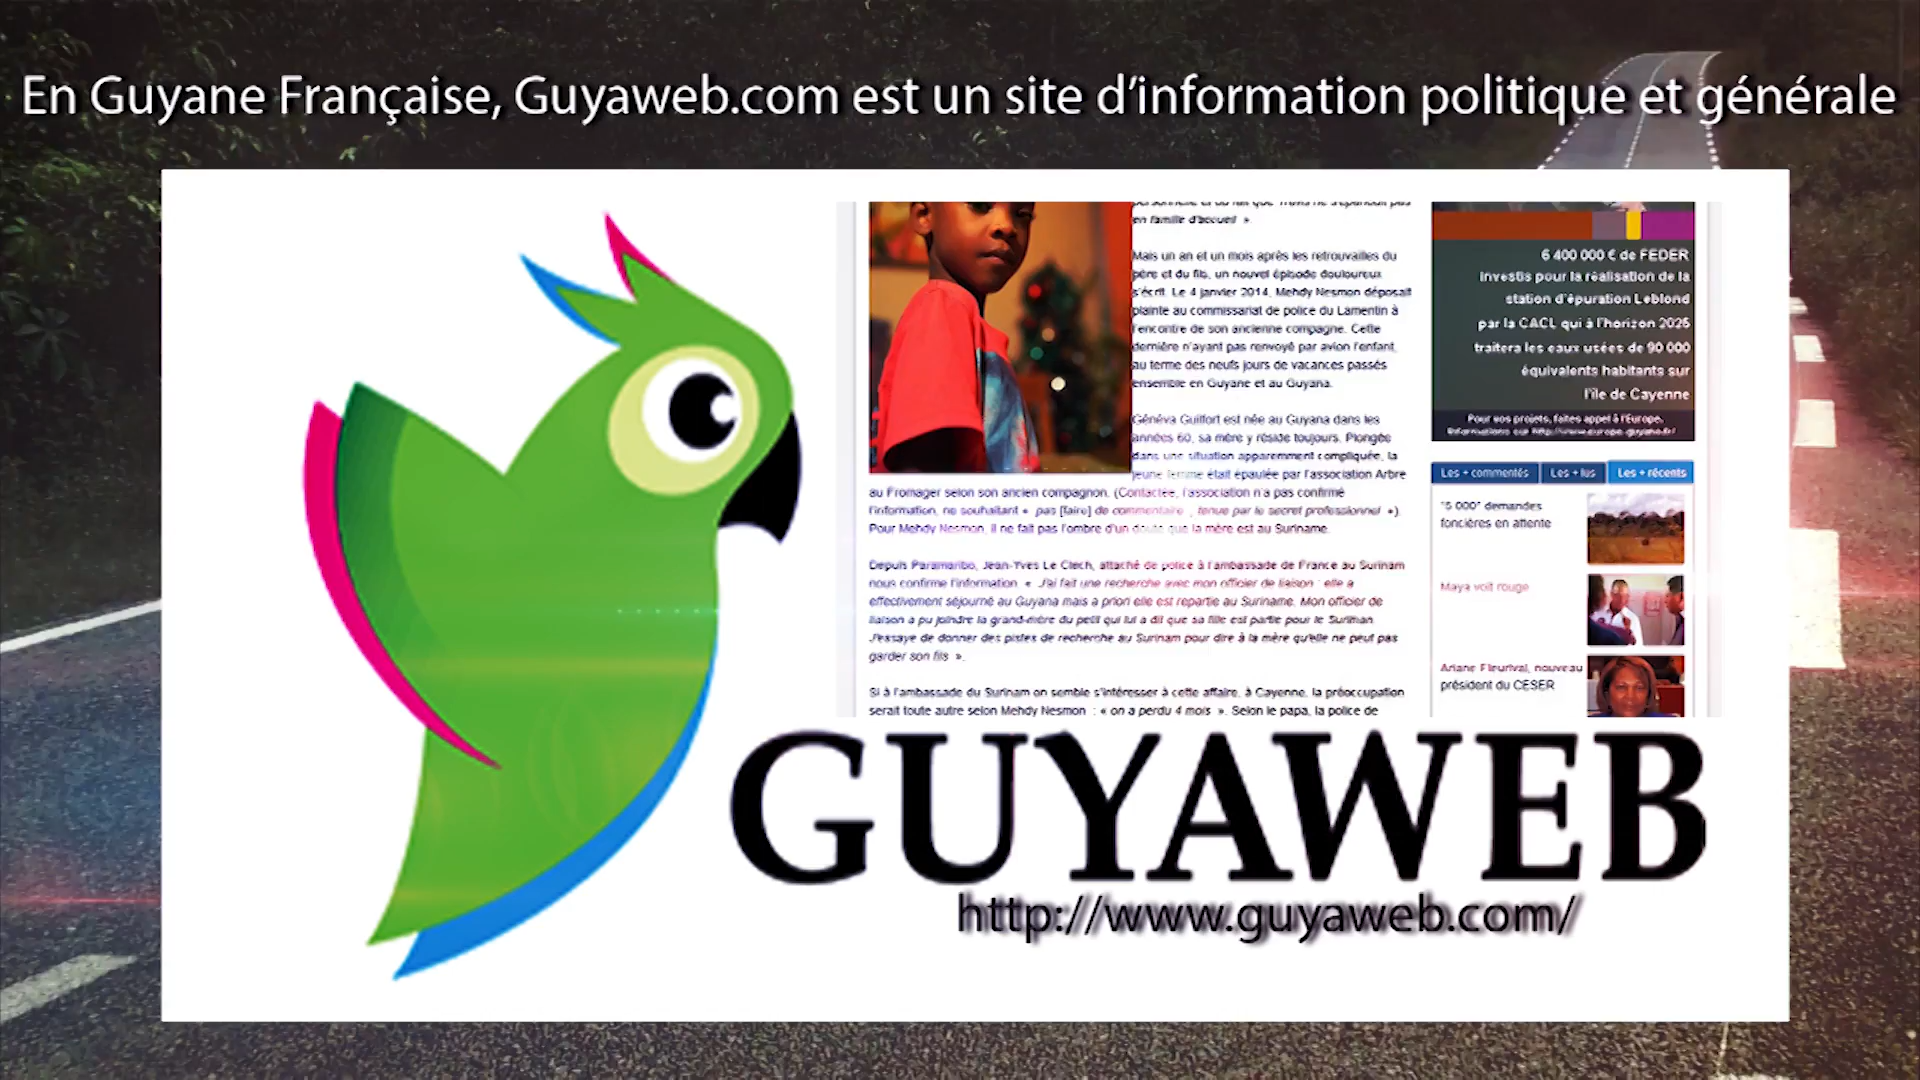 En Guyane Française, Guyaweb.com est un site d'information politique et générale
en famille d'accueil ».
Mais un an et un mois après les retrouvailles du
père et du fils, un nouvel épisode douloureux
s'écrit. Le 4 janvier 2014, Mehdy Nesmon déposait
plainte au commissariat de police du Lamentin à
l'encontre de son ancienne compagne. Cette
dernière n'ayant pas renvoyé par avion l'enfant,
au terme des neufs jours de vacances passés
ensemble en Guyane et au Guyana.
Généva Guilfort est née au Guyana dans les
années 60, sa mère y réside toujours. Plongée
dans une situation apparemment compliquée, la
jeune femme était épaulée par l'association Arbre
au Fromager selon son ancien compagnon. (Contactée, l'association n'a pas confirmé
l'information, ne souhaitant « pas [faire] de commentaire , tenue par le secret professionnel »).
Pour Mehdy Nesmon, il ne fait pas l'ombre d'un doute que la mère est au Suriname.
Depuis Paramaribo, Jean-Yves Le Clech, attaché de police à l'ambassade de France au Surinam
nous confirme l'information. « J'ai fait une recherche avec mon officier de liaison : elle a
effectivement séjourné au Guyana mais a priori elle est repartie au Suriname. Mon officier de
liaison a pu joindre la grand-mère du petit qui lui a dit que sa fille est partie pour le Suriman.
J'essaye de donner des pistes de recherche au Surinam pour dire à la mère qu'elle ne peut pas
garder son fils ».
Si à l'ambassade du Surinam on semble s'intéresser à cette affaire, à Cayenne, la préoccupation
serait toute autre selon Mehdy Nesmon : « on a perdu 4 mois ». Selon le papa, la police de
6 400 000 € de FEDER
investis pour la réalisation de la
station d'épuration Leblond
par la CACL qui à l'horizon 2025
traitera les eaux usées de 90 000
équivalents habitants sur
l'île de Cayenne
Pour vos projets, faites appel à l'Europe.
Informations sur http://www.europe-guyane.fr/
Les + commentés Les + lus Les + récents
"5 000" demandes
foncières en attente
Maya voit rouge
Ariane Fleurival, nouveau
président du CESER
GUYAWEB
http://www.guyaweb.com/